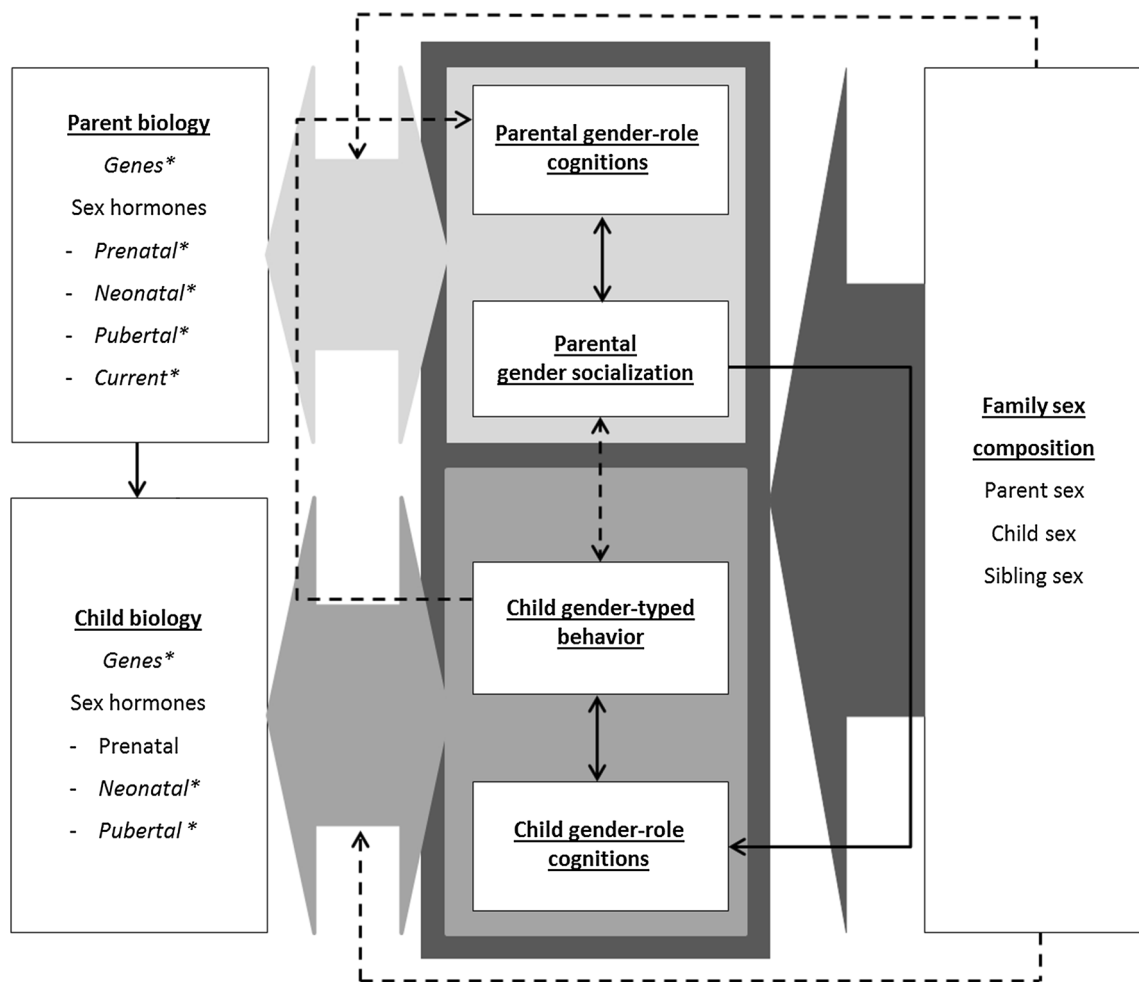 Parent biology
Genes*
Sex hormones
- Prenatal*
- Neonatal*
- Pubertal*
- Current*
Child biology
Genes*
Sex hormones
- Prenatal
- Neonatal*
- Pubertal *
Parental gender-role
cognitions
Parental
gender socialization
Child gender-typed
behavior
Child gender-role
cognitions
Family sex
composition
Parent sex
Child sex
Sibling sex